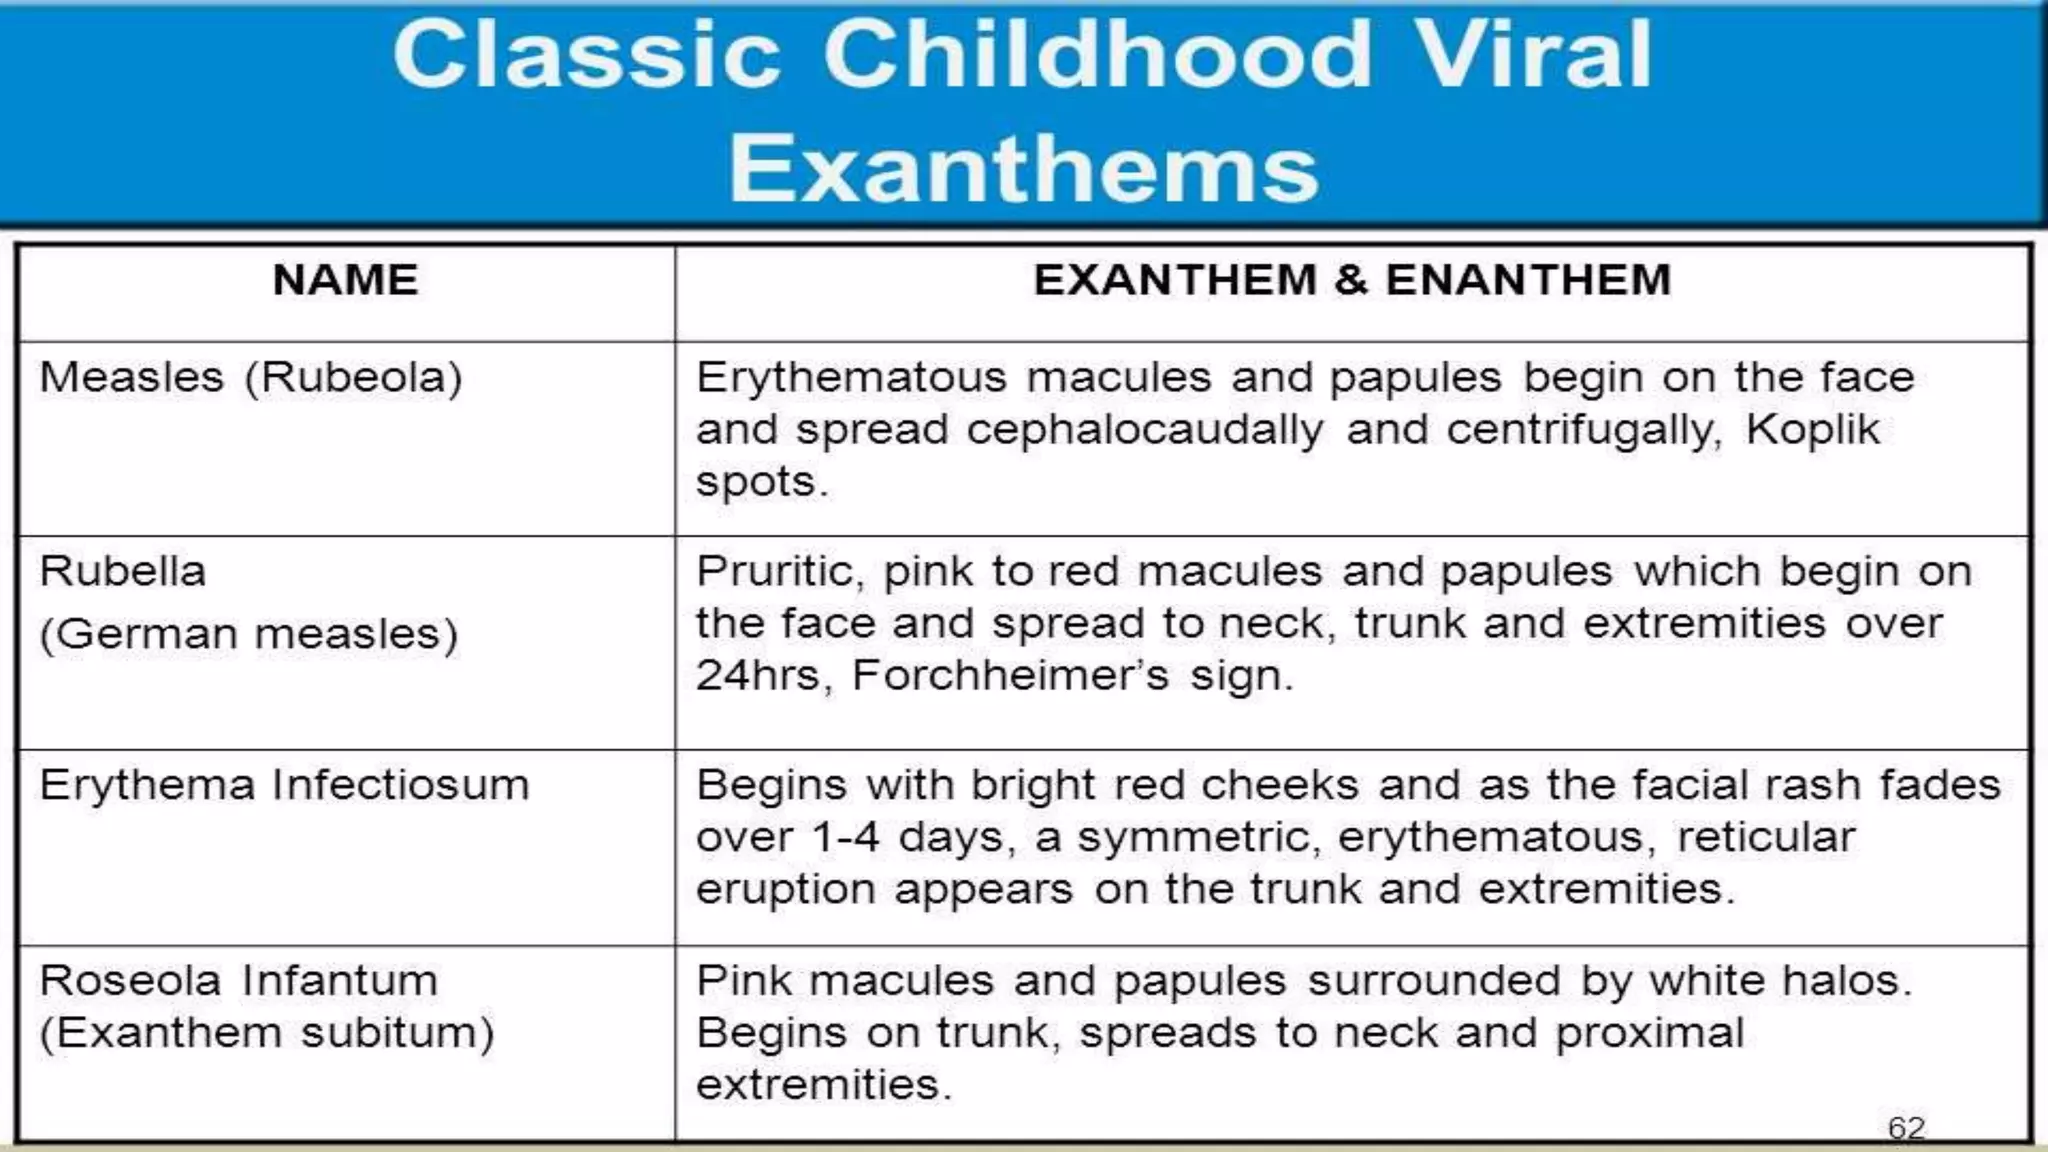 Classic Childhood Viral
Exanthems
NAME
EXANTHEM & ENANTHEM
Measles (Rubeola)
Erythematous macules and papules begin on the face
and spread cephalocaudally and centrifugally, Koplik
spots.
Rubella
(German measles)
Pruritic, pink to red macules and papules which begin on
the face and spread to neck, trunk and extremities over
24hrs, Forchheimer’s sign.
Erythema Infectiosum
Begins with bright red cheeks and as the facial rash fades
over 1-4 days, a symmetric, erythematous, reticular
eruption appears on the trunk and extremities.
Roseola Infantum
(Exanthem subitum)
Pink macules and papules surrounded by white halos.
Begins on trunk, spreads to neck and proximal
extremities.
62